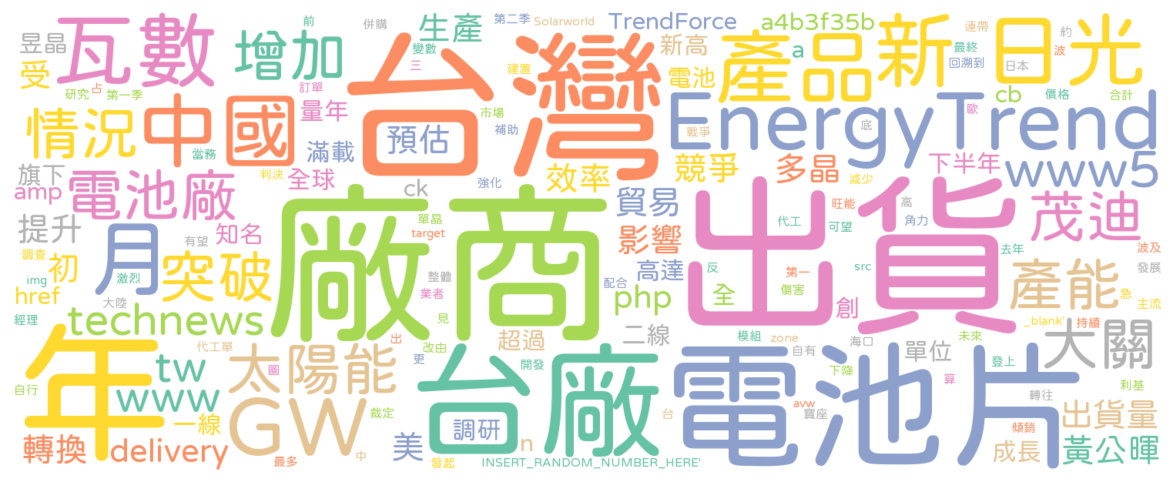 昱晶
瓦數
增加
前
併購
第二季
Solarworld
TrendForce
a4b3f35b
連帶
約
變數
生產
新高
a
產品
新
日光
最終
波
回溯到
日本
受
研究
占
第一季
訂單
三
台灣
建置
電池
cb
價格
合計
情況
中國
量年
預估
市場
補助
EnergyTrend
戰爭
底
歐
當務
滿載
旗下
amp
電池廠
判決
全球
ck
強化
效率
競爭
多晶
減少
下半年
www5
提升
月
知名
廠商
單晶
target
貿易
代工
旺能
可望
高
角力
茂迪
出貨
有望
調查
初
img
激烈
突破
整體
業者
影響
高達
反
第一
src
去年
波及
發展
href
大陸
配合
php
全
傷害
創
產能
急
主流
經理
technews
見
出
改由
超過
二線
模組
zone
未來
_blank'
持續
年
代工單
tw
太陽能
圖
更
台廠
開發
自有
下降
海口
單位
登上
大關
自行
www
GW
裁定
電池片
算
轉往
利基
一線
調研
n
台
avw
寶座
出貨量
轉換
delivery
最多
中
美
發起
INSERT_RANDOM_NUMBER_HERE'
傾銷
成長
黃公暉